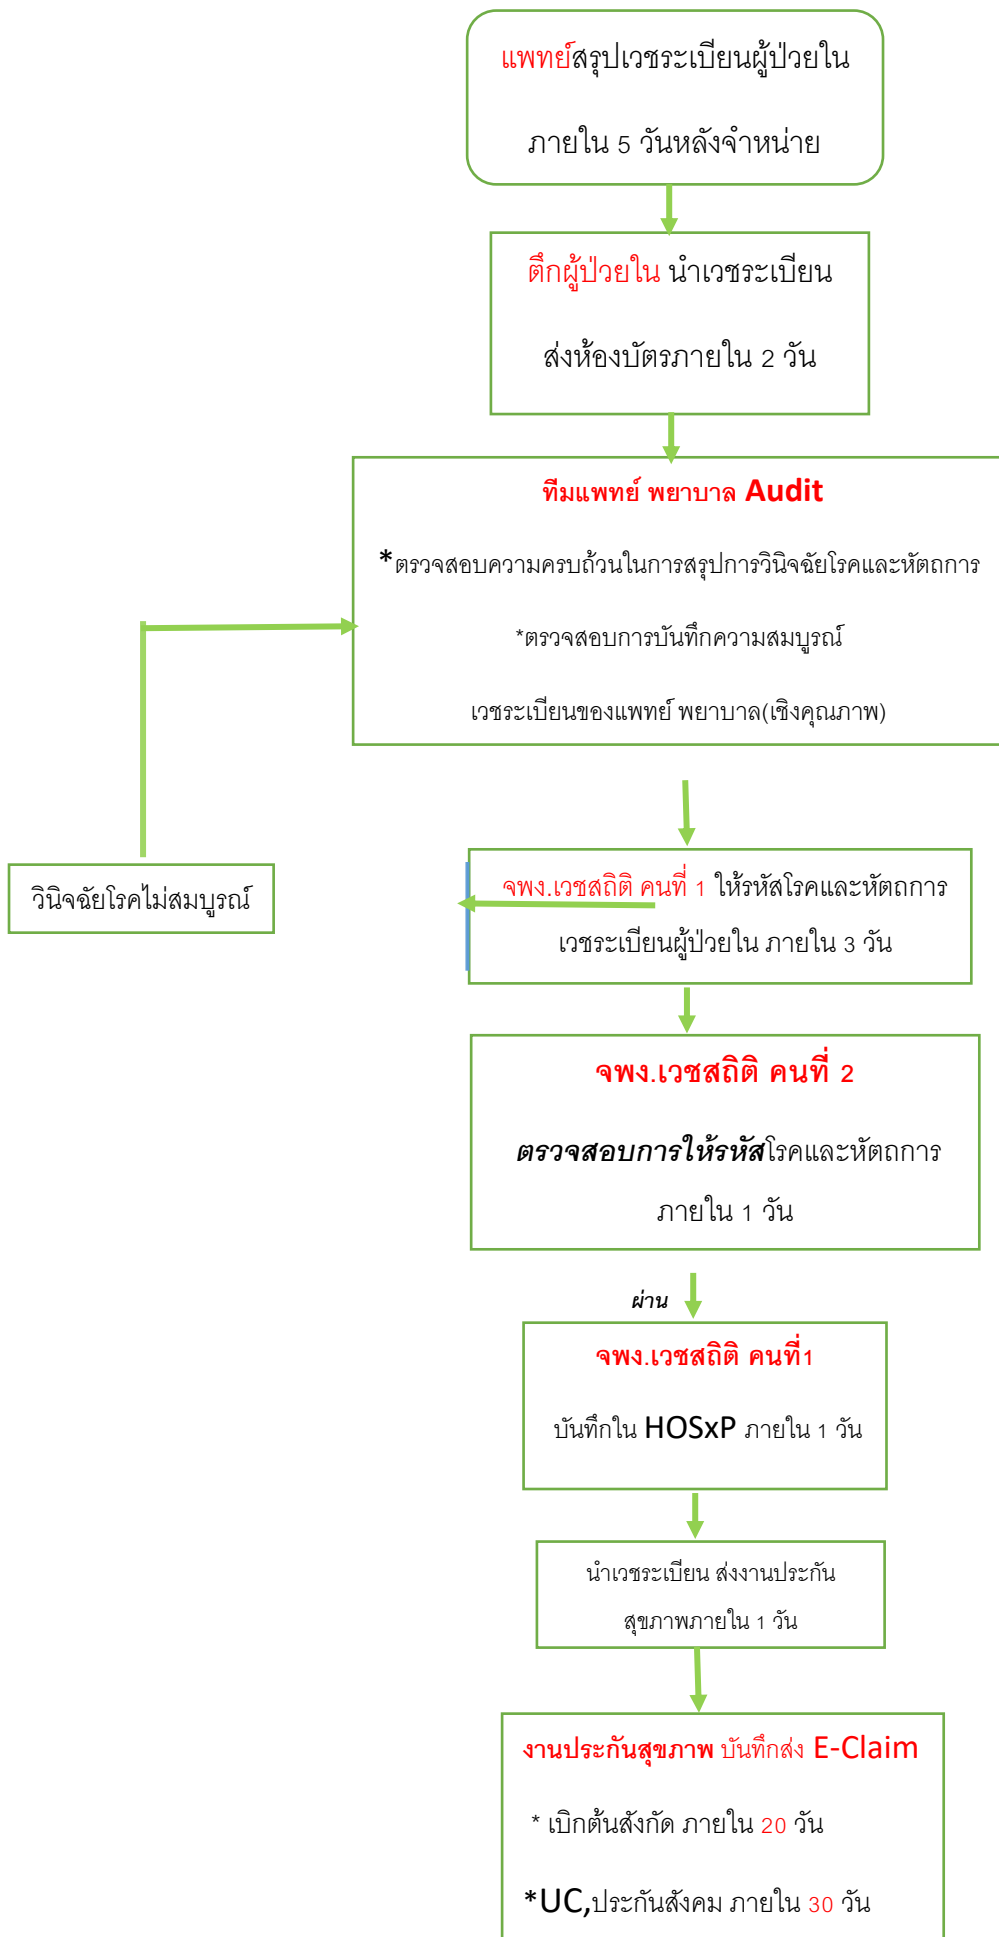 แพทย์สรุปเวชระเบียนผู้ป่วยใน
ภายใน 5 วันหลังจำหน่าย
ตึกผู้ป่วยใน นำเวชระเบียน
ส่งห้องบัตรภายใน 2 วัน
ทีมแพทย์ พยาบาล Audit
*ตรวจสอบความครบถ้วนในการสรุปการวินิจฉัยโรคและหัตถการ
*ตรวจสอบการบันทึกความสมบูรณ์
เวชระเบียนของแพทย์ พยาบาล(เชิงคุณภาพ)
วินิจฉัยโรคไม่สมบูรณ์
จพง.เวชสถิติ คนที่ 1 ให้รหัสโรคและหัตถการ
เวชระเบียนผู้ป่วยใน ภายใน 3 วัน
จพง.เวชสถิติ คนที่ 2
ตรวจสอบการให้รหัสโรคและหัตถการ
ภายใน 1 วัน
ผ่าน
จพง.เวชสถิติ คนที่1
บันทึกใน HOSxP ภายใน 1 วัน
นำเวชระเบียน ส่งงานประกัน
สุขภาพภายใน 1 วัน
งานประกันสุขภาพ บันทึกส่ง E-Claim
* เบิกต้นสังกัด ภายใน 20 วัน
*UC,ประกันสังคม ภายใน 30 วัน